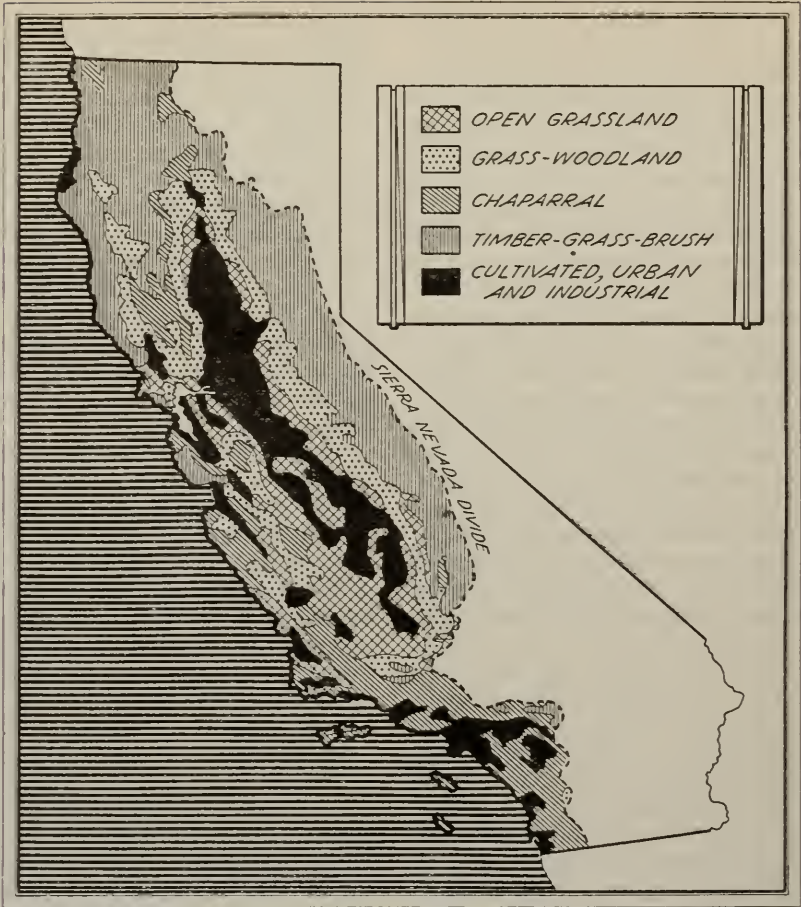 OPEN GRASSLAND
GRASS-WOODLAND
CHAPARRAL
TIMBER-GRASS-BRUSH
CULTIVATED, URBAN
AND INDUSTRIAL
SIERRA NEVADA DIVIDE